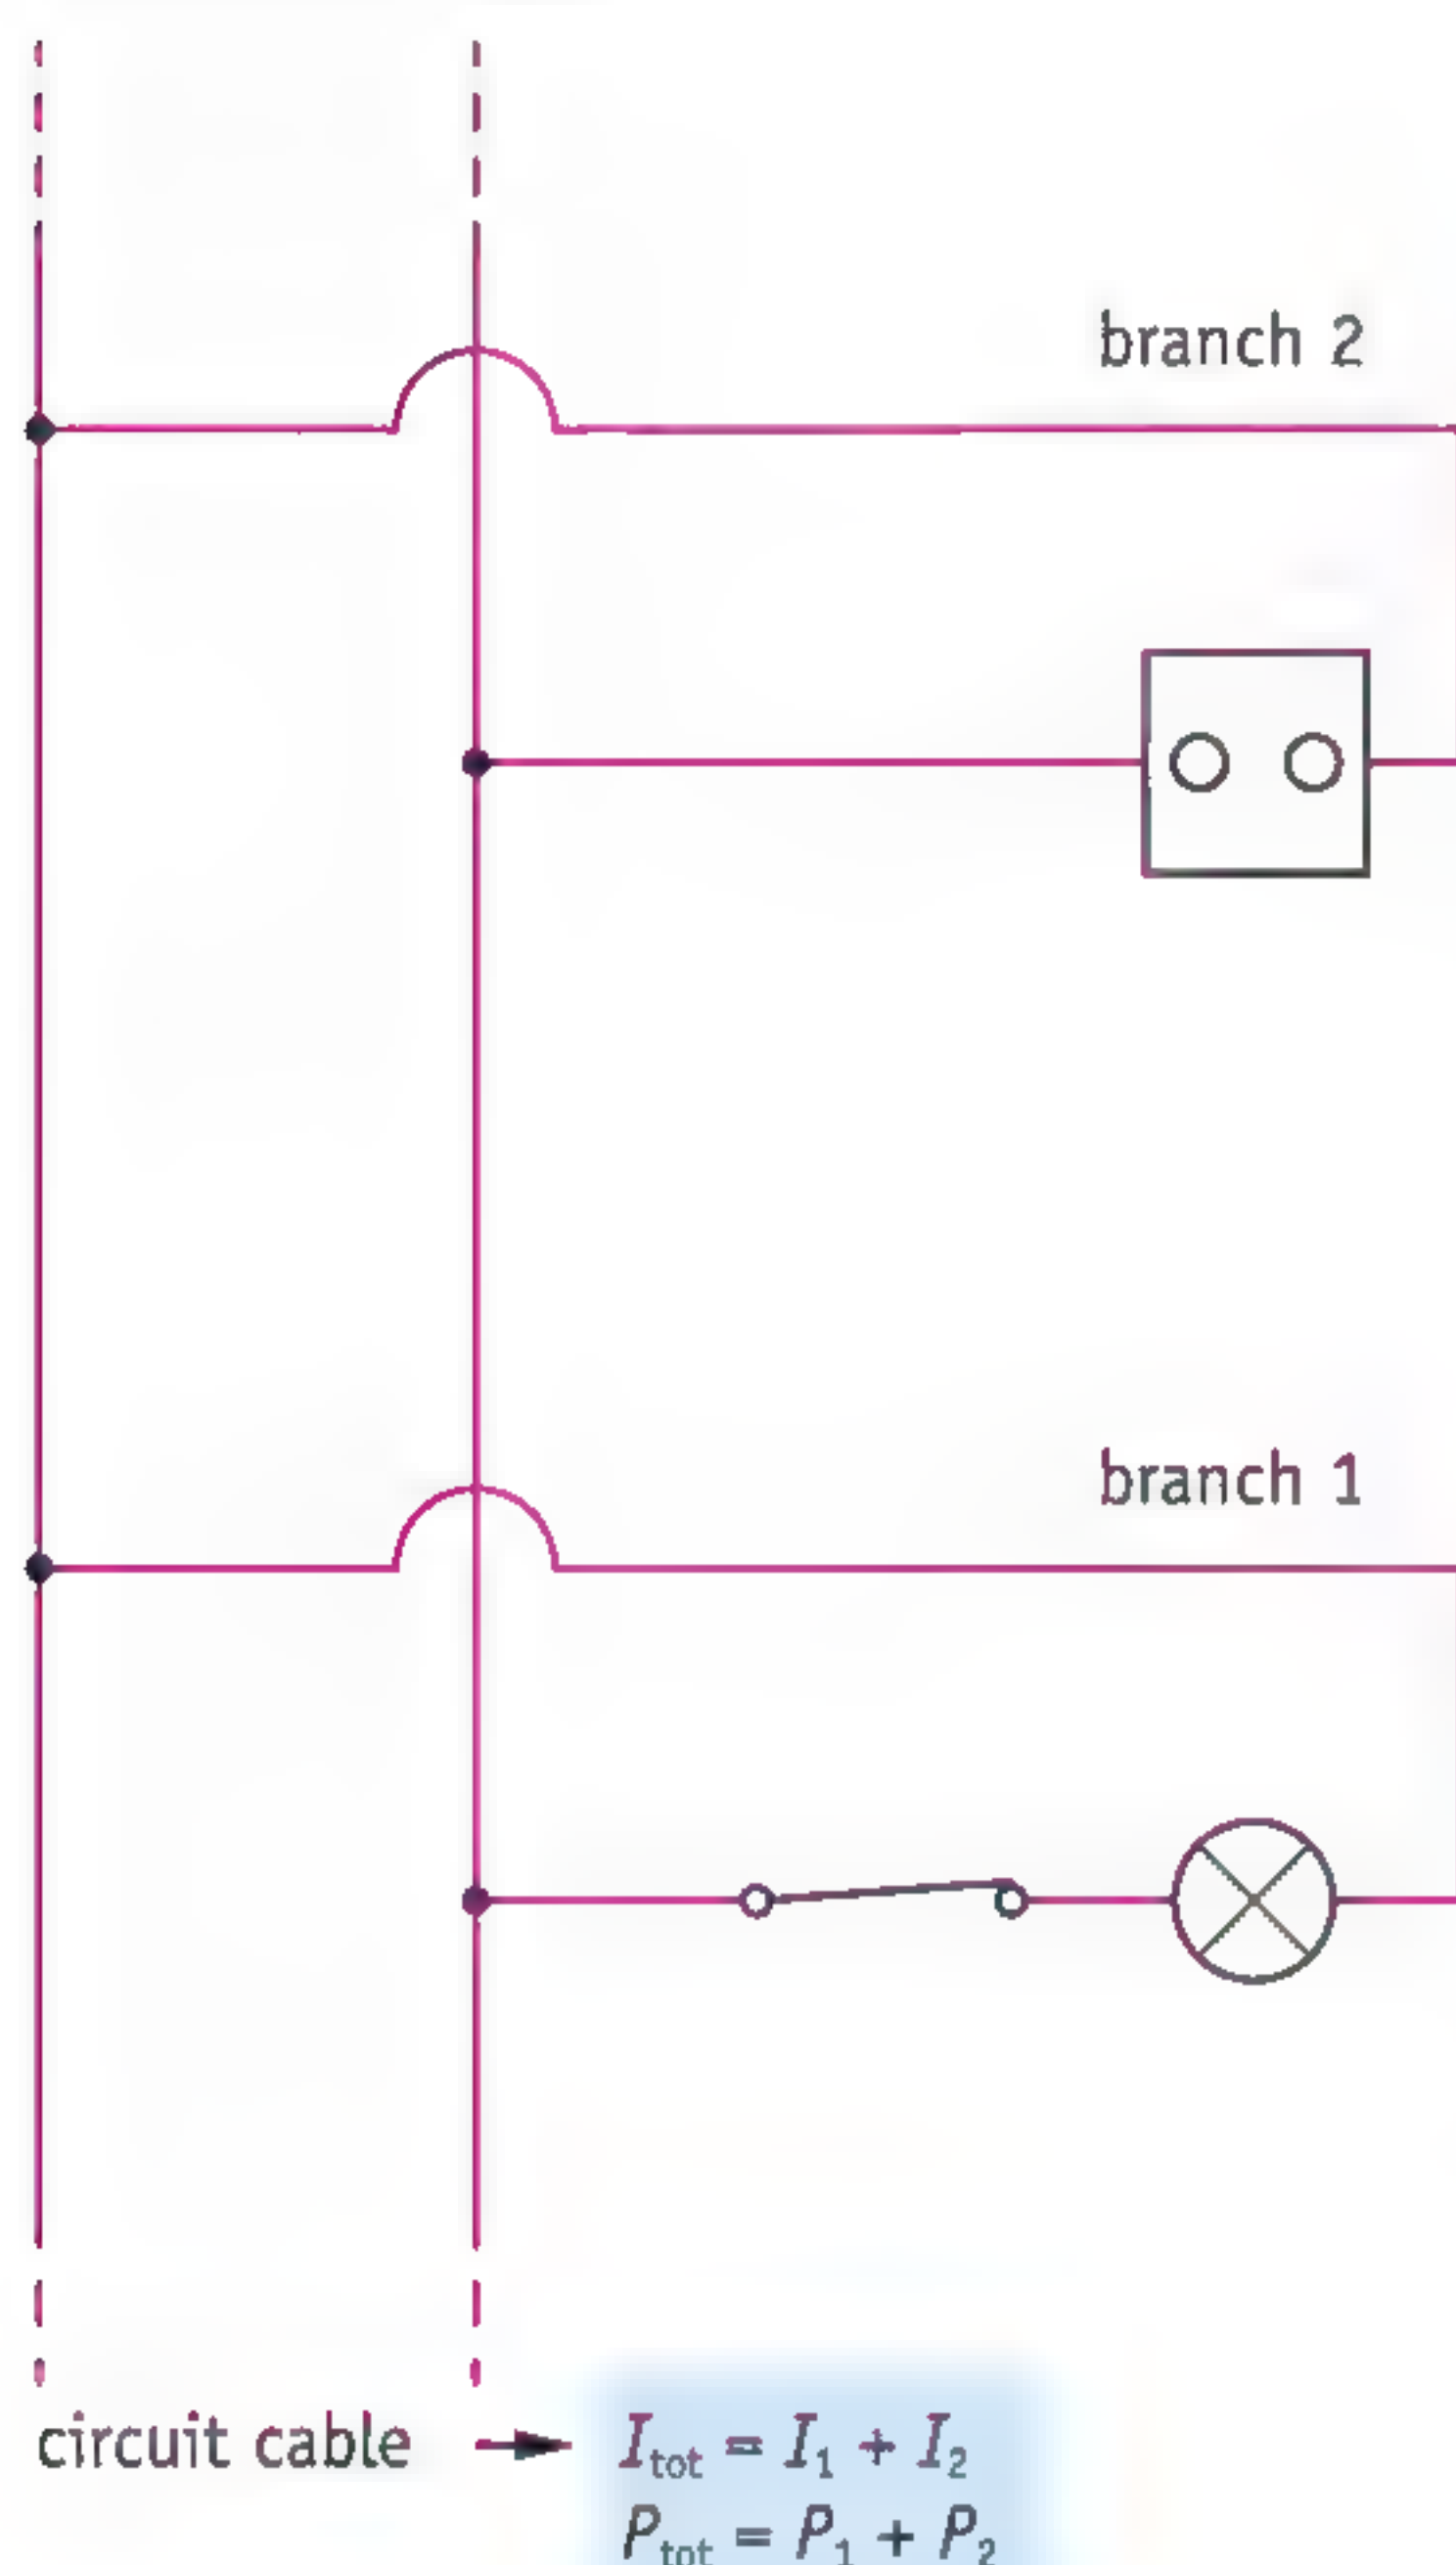 branch 2
branch 1
circuit cable
I_tot = I_1 + I_2
P_tot = P_1 + P_2